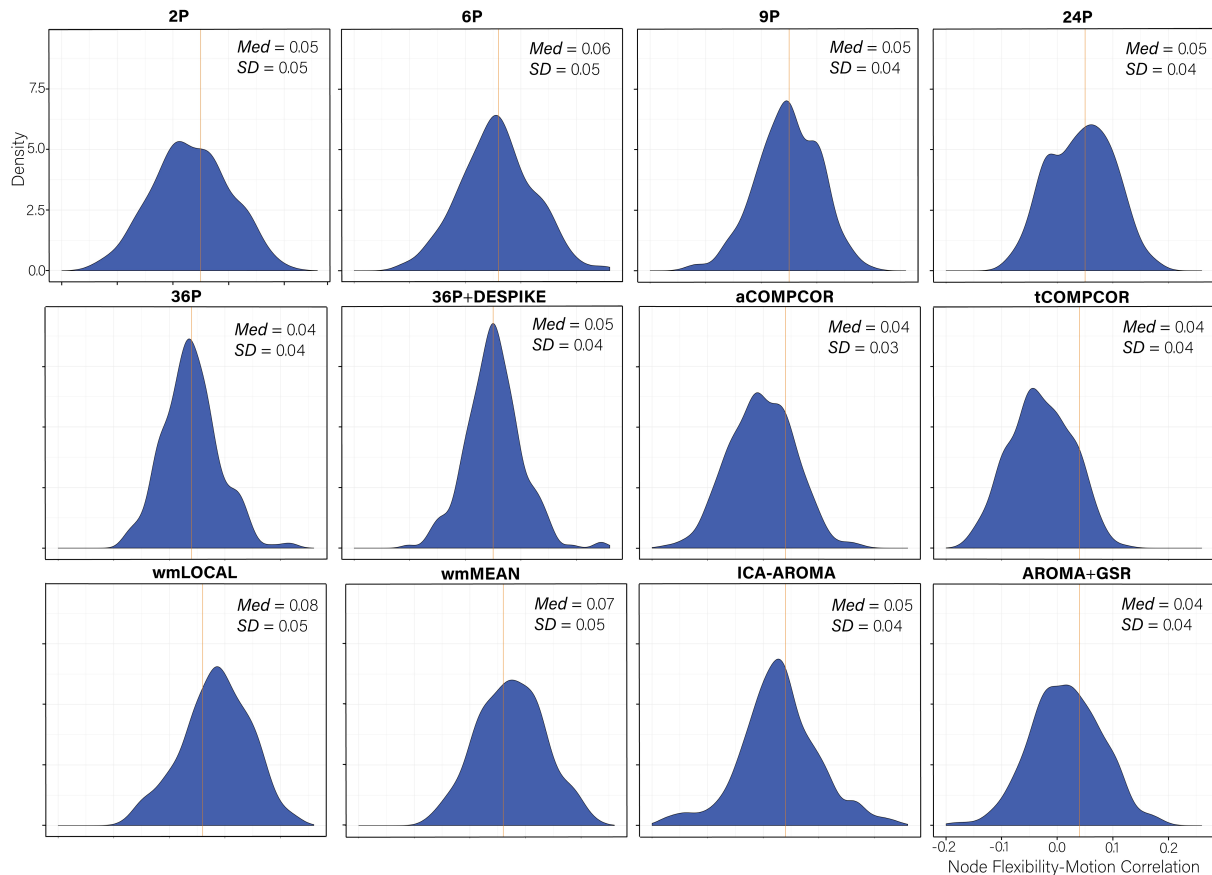 2P
6P
9P
24P
Med = 0.05
SD = 0.05
Med = 0.06
SD = 0.05
Med = 0.05
SD = 0.04
Med = 0.05
SD = 0.04
Density
7.5
5.0
2.5
0.0
36P
36P+DESPIKE
aCOMPCOR
tCOMPCOR
Med = 0.04
SD = 0.04
Med = 0.05
SD = 0.04
Med = 0.04
SD = 0.03
Med = 0.04
SD = 0.04
wmLOCAL
wmMEAN
ICA-AROMA
AROMA+GSR
Med = 0.08
SD = 0.05
Med = 0.07
SD = 0.05
Med = 0.05
SD = 0.04
Med = 0.04
SD = 0.04
-0.2 -0.1 0.0 0.1 0.2
Node Flexibility-Motion Correlation